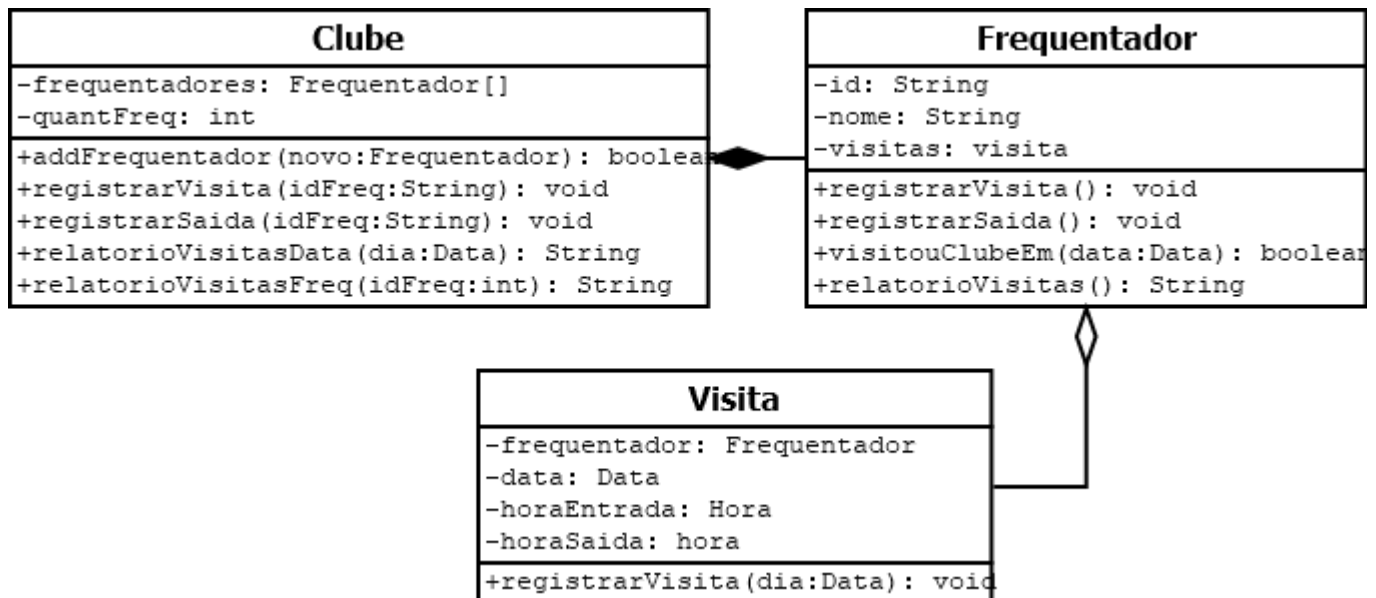 Clube
-frequentadores: Frequentador[]
-quantFreq: int
+addFrequentador(novo:Frequentador): boolean
+registrarVisita(idFreq:String): void
+registrarSaida(idFreq:String): void
+relatorioVisitasData(dia:Data): String
+relatorioVisitasFreq(idFreq:int): String
Frequentador
-id: String
-nome: String
-visitas: visita
+registrarVisita(): void
+registrarSaida(): void
+visitouClubeEm(data:Data): boolean
+relatorioVisitas(): String
Visita
-frequentador: Frequentador
-data: Data
-horaEntrada: Hora
-horaSaida: hora
+registrarVisita(dia:Data): void